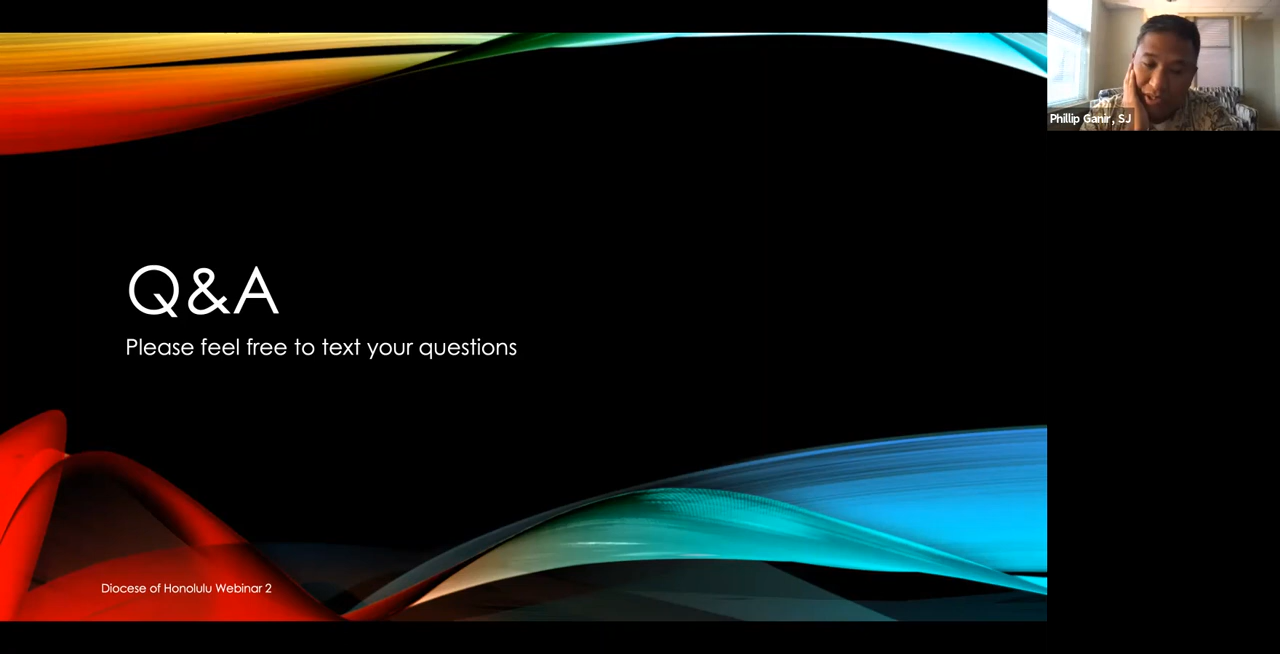 Phillip Ganir, SJ
Q&A
Please feel free to text your questions
Diocese of Honolulu Webinar 2